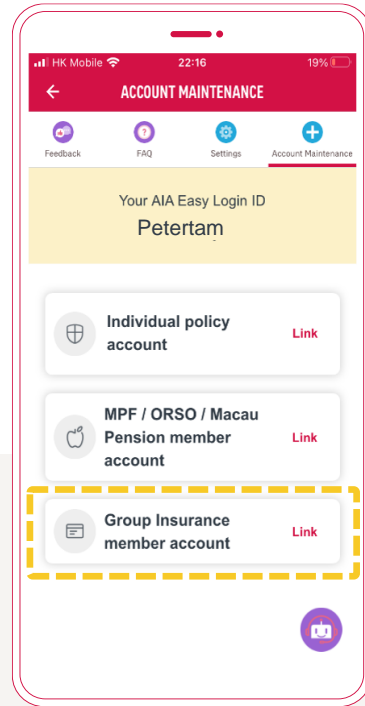 HK Mobile 22:16 19%
ACCOUNT MAINTENANCE
Feedback FAQ Settings Account Maintenance
Your AIA Easy Login ID
Petertam
Individual policy
account
Link
MPF / ORSO / Macau
Pension member
account
Link
Group Insurance
member account
Link